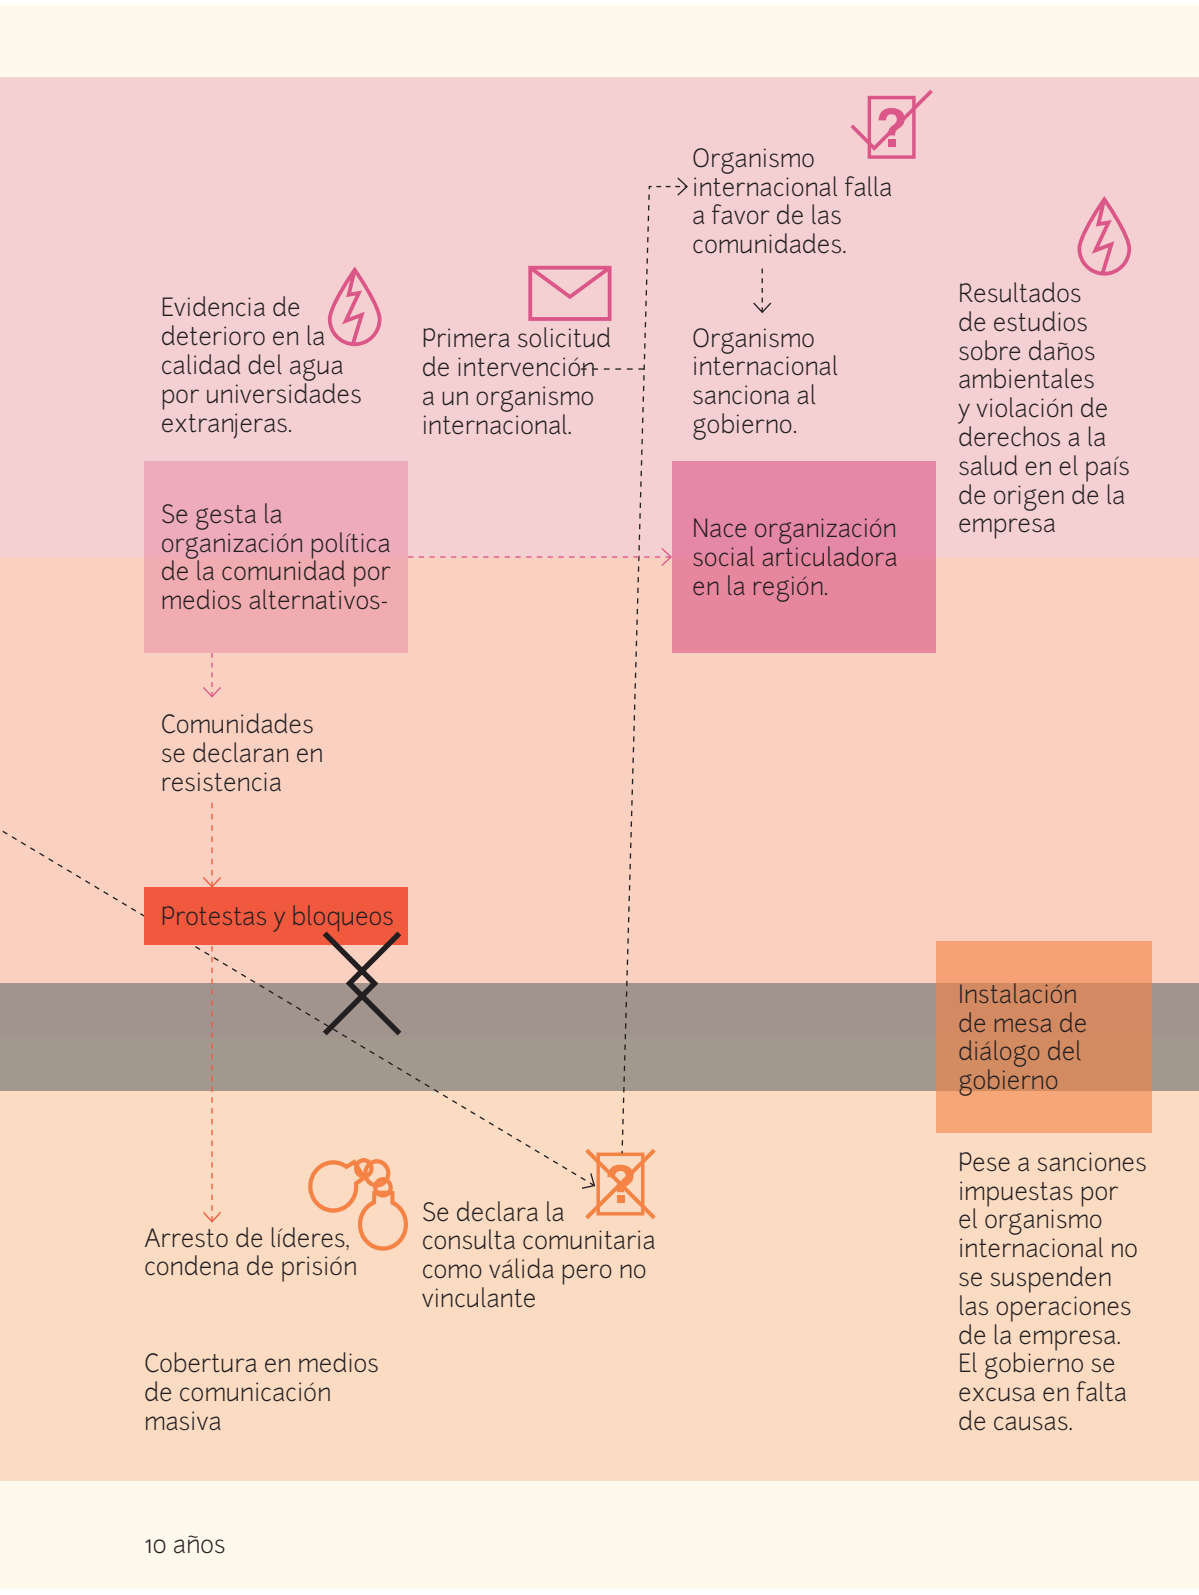 Evidencia de
deterioro en la
calidad del agua
por universidades
extranjeras.
Primera solicitud
de intervención
a un organismo
internacional.
?
Organismo
internacional falla
a favor de las
comunidades.
Organismo
internacional
sanciona al
gobierno.
Resultados
de estudios
sobre daños
ambientales
y violación de
derechos a la
salud en el país
de origen de la
empresa
Se gesta la
organización política
de la comunidad por
medios alternativos-
Nace organización
social articuladora
en la región.
Comunidades
se declaran en
resistencia
Protestas y bloqueos
Instalación
de mesa de
diálogo del
gobierno
Arresto de líderes,
condena de prisión
?
Se declara la
consulta comunitaria
como válida pero no
vinculante
Pese a sanciones
impuestas por
el organismo
internacional no
se suspenden
las operaciones
de la empresa.
El gobierno se
excusa en falta
de causas.
Cobertura en medios
de comunicación
masiva
10 años